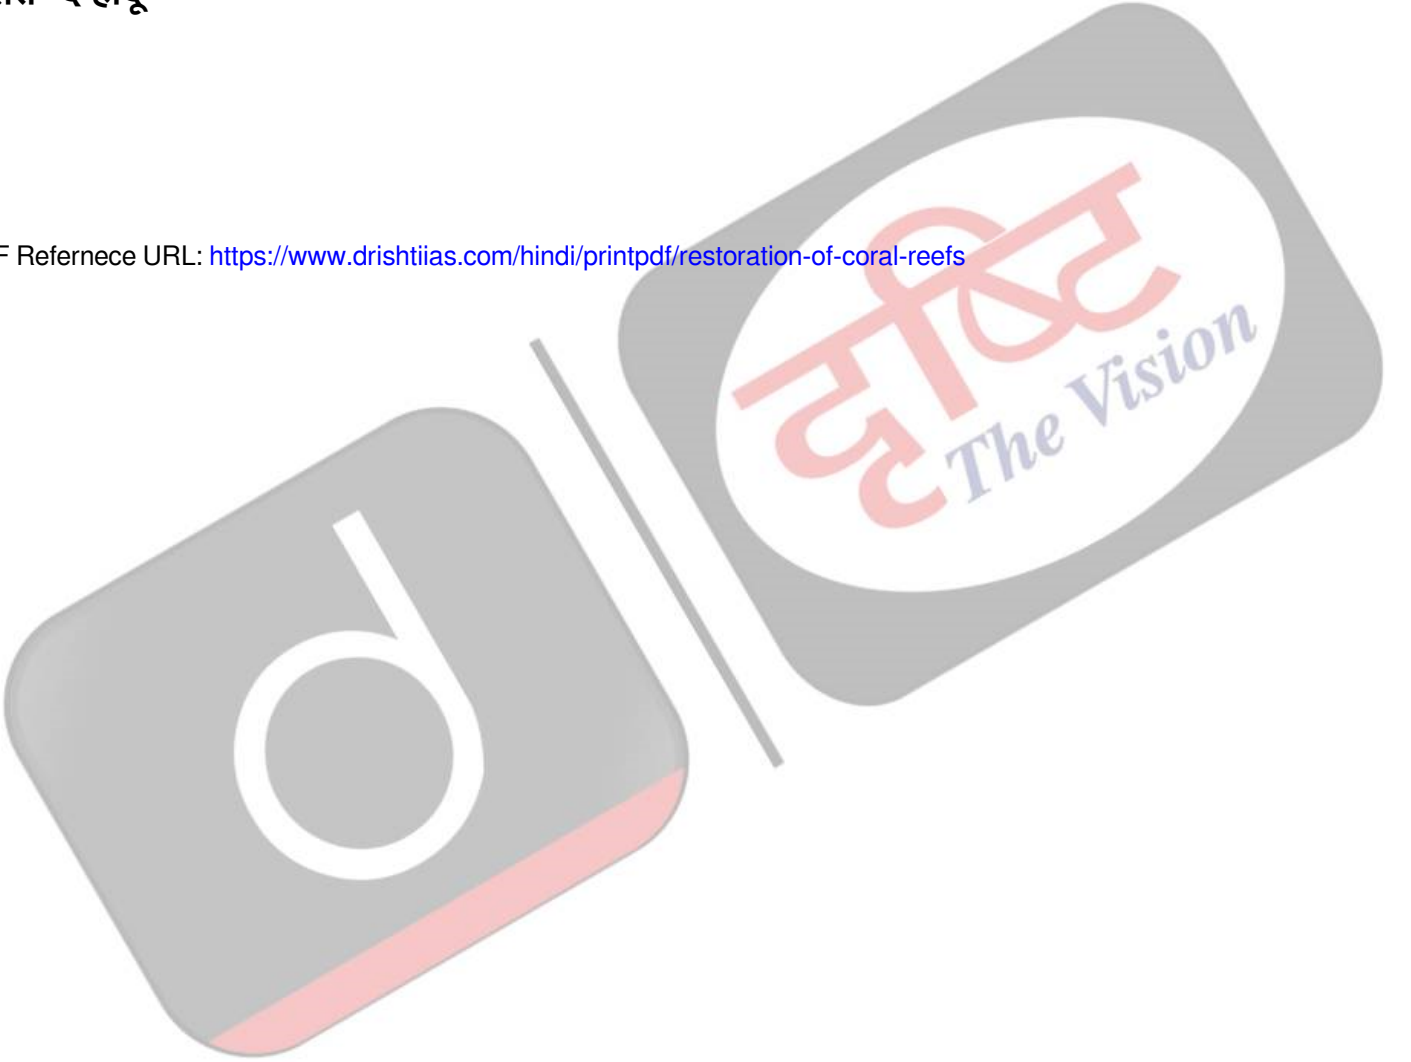 F Refernece URL: https://www.drishtiias.com/hindi/printpdf/restoration-of-coral-reefs
दृष्टि
The Vision
d